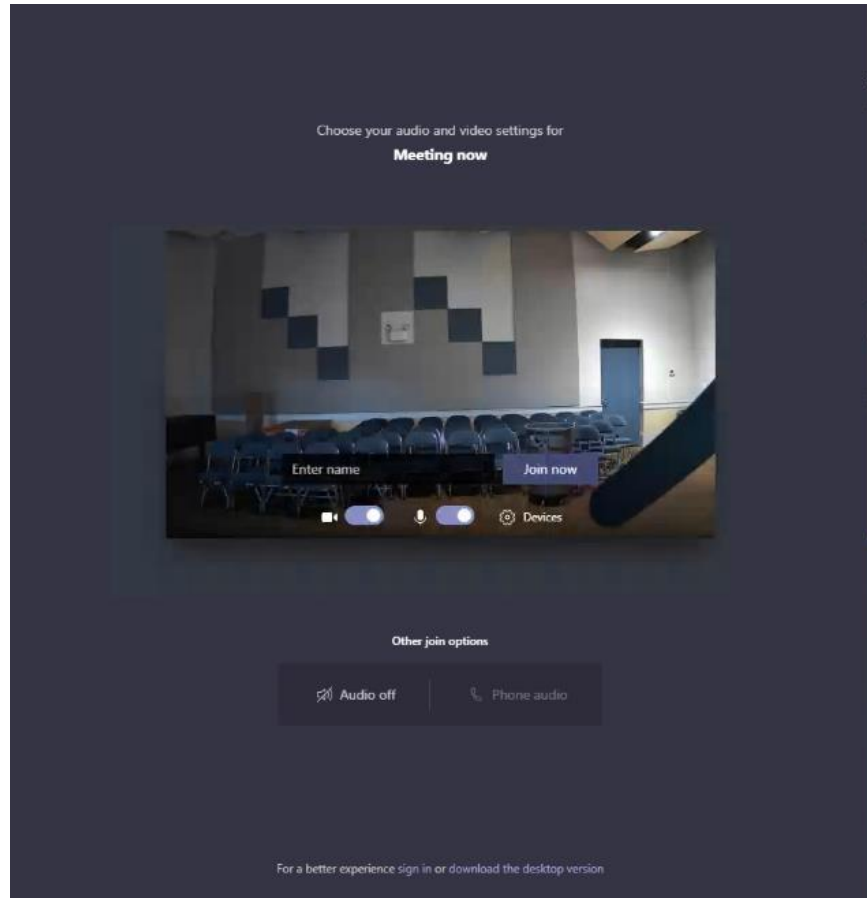 Choose your audio and video settings for
Meeting now
Enter name
Join now
Devices
Other join options
Audio off
Phone audio
For a better experience sign in or download the desktop version